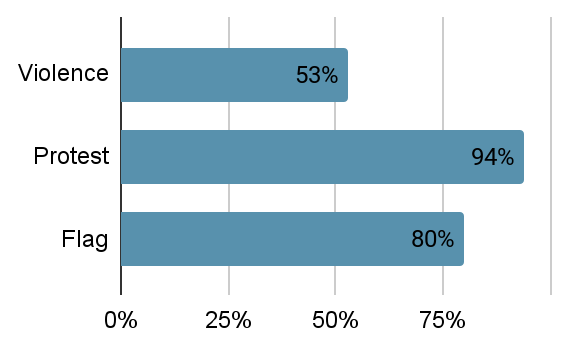 Violence 53%
Protest 94%
Flag 80%
0% 25% 50% 75%